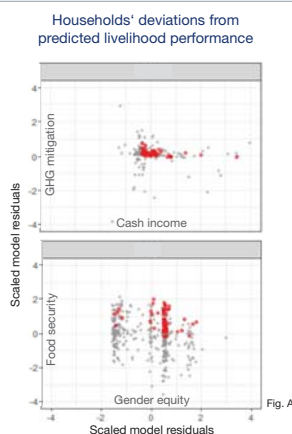 Households‘ deviations from
predicted livelihood performance
4
2
0
-2
-4
GHG mitigation
Cash income
Scaled model residuals
4
2
0
-2
-4
Food security
Gender equity
-4
-2
0
2
4
Scaled model residuals
Fig. A